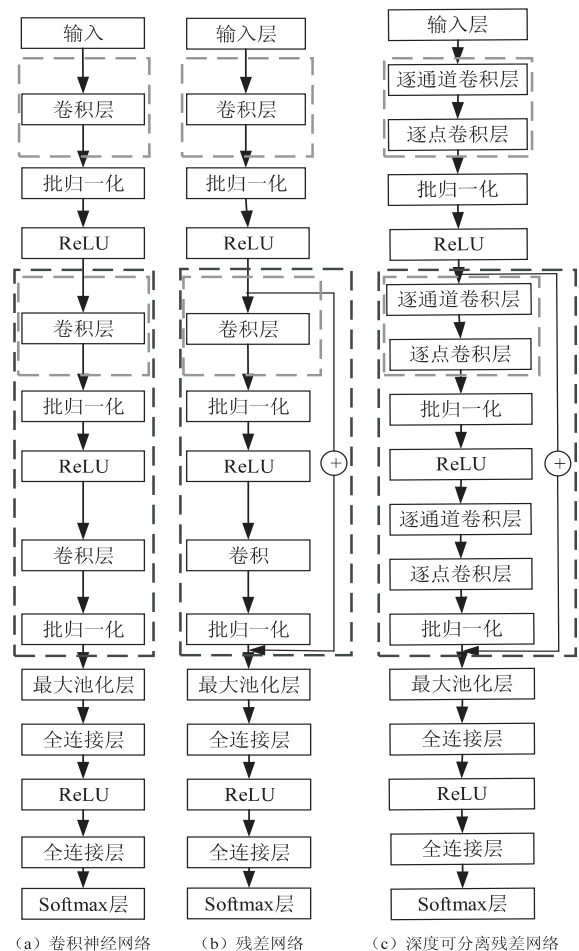 输入
卷积层
批归一化
ReLU
卷积层
批归一化
ReLU
卷积层
批归一化
最大池化层
全连接层
ReLU
全连接层
Softmax层
(a) 卷积神经网络
输入层
卷积层
批归一化
ReLU
卷积层
批归一化
ReLU
+
卷积
批归一化
最大池化层
全连接层
ReLU
全连接层
Softmax层
(b) 残差网络
输入层
逐通道卷积层
逐点卷积层
批归一化
ReLU
逐通道卷积层
逐点卷积层
批归一化
ReLU
+
逐通道卷积层
逐点卷积层
批归一化
最大池化层
全连接层
ReLU
全连接层
Softmax层
(c) 深度可分离残差网络